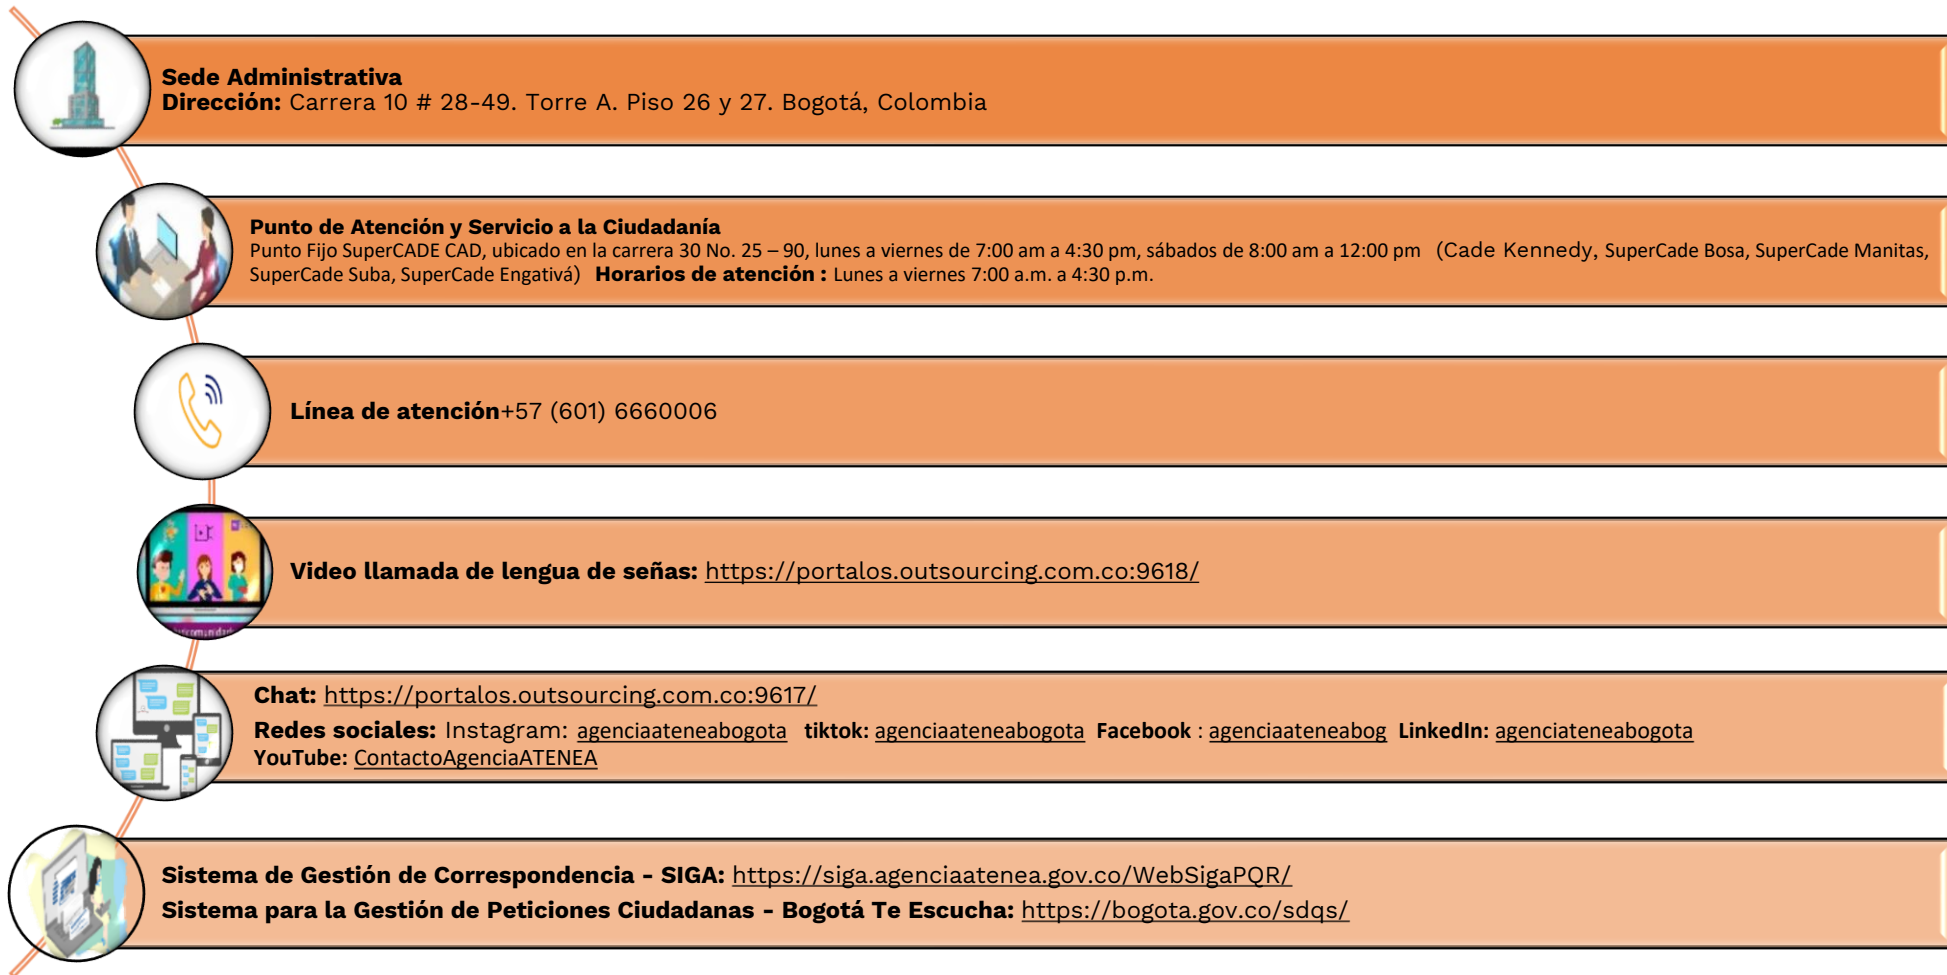 Sede Administrativa
Dirección: Carrera 10 # 28-49. Torre A. Piso 26 y 27. Bogotá, Colombia
Punto de Atención y Servicio a la Ciudadanía
Punto Fijo SuperCADE CAD, ubicado en la carrera 30 No. 25 – 90, lunes a viernes de 7:00 am a 4:30 pm, sábados de 8:00 am a 12:00 pm (Cade Kennedy, SuperCade Bosa, SuperCade Manitas,
SuperCade Suba, SuperCade Engativá) Horarios de atención : Lunes a viernes 7:00 a.m. a 4:30 p.m.
Línea de atención+57 (601) 6660006
Video llamada de lengua de señas: https://portalos.outsourcing.com.co:9618/
Chat: https://portalos.outsourcing.com.co:9617/
Redes sociales: Instagram: agenciaateneabogota tiktok: agenciaateneabogota Facebook : agenciaateneabog LinkedIn: agenciateneabogota
YouTube: ContactoAgenciaATENEA
Sistema de Gestión de Correspondencia - SIGA: https://siga.agenciaatenea.gov.co/WebSigaPQR/
Sistema para la Gestión de Peticiones Ciudadanas - Bogotá Te Escucha: https://bogota.gov.co/sdqs/